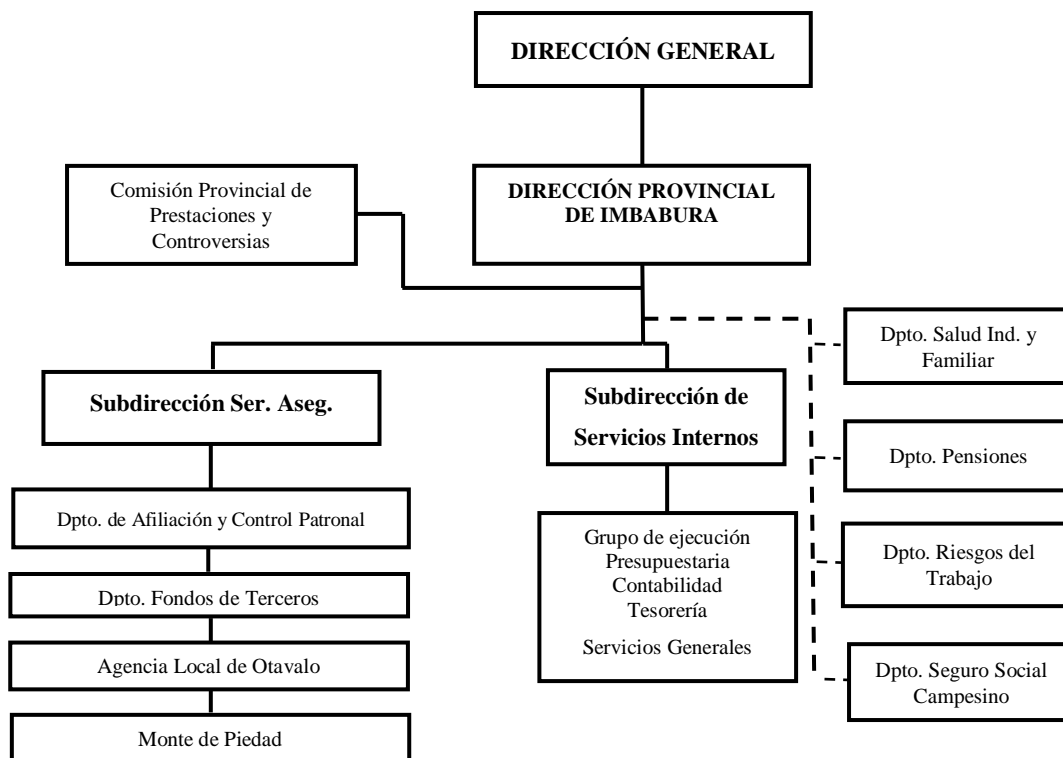 DIRECCIÓN GENERAL
Comisión Provincial de
Prestaciones y
Controversias
DIRECCIÓN PROVINCIAL
DE IMBABURA
Subdirección Ser. Aseg.
Dpto. de Afiliación y Control Patronal
Dpto. Fondos de Terceros
Agencia Local de Otavalo
Monte de Piedad
Subdirección de
Servicios Internos
Grupo de ejecución
Presupuestaria
Contabilidad
Tesorería
Servicios Generales
Dpto. Salud Ind. y
Familiar
Dpto. Pensiones
Dpto. Riesgos del
Trabajo
Dpto. Seguro Social
Campesino